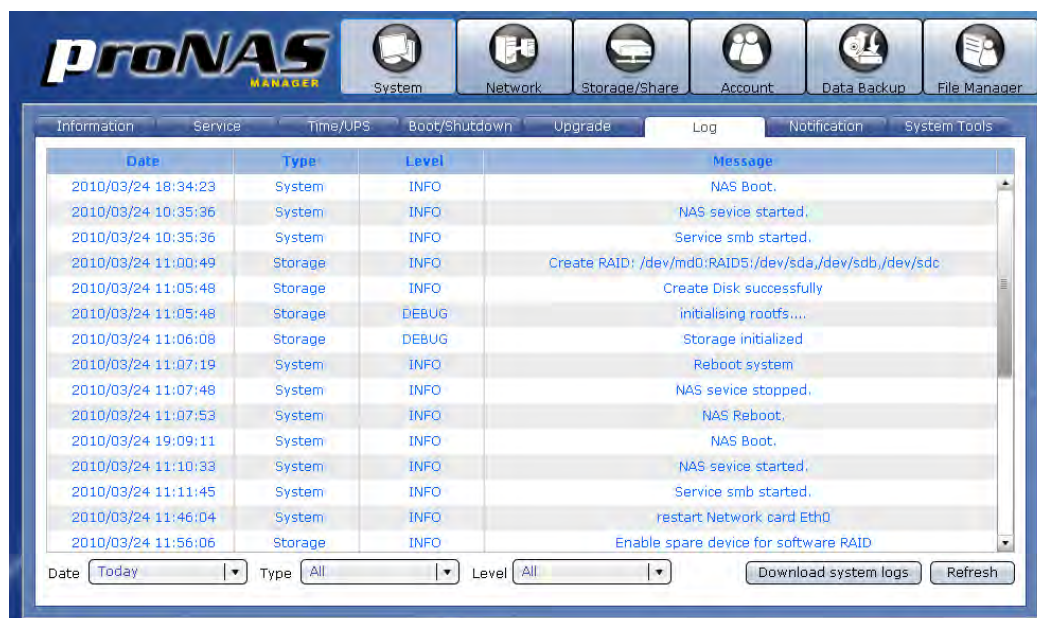 proNAS
MANAGER
System Network Storage/Share Account Data Backup File Manager
Information Service Time/UPS Boot/Shutdown Upgrade Log Notification System Tools
Date Type Level Message
2010/03/24 18:34:23 System INFO NAS Boot.
2010/03/24 10:35:36 System INFO NAS sevice started.
2010/03/24 10:35:36 System INFO Service smb started.
2010/03/24 11:00:49 Storage INFO Create RAID: /dev/md0:RAID5:/dev/sda,/dev/sdb,/dev/sdc
2010/03/24 11:05:48 Storage INFO Create Disk successfully
2010/03/24 11:05:48 Storage DEBUG initialising rootfs....
2010/03/24 11:06:08 Storage DEBUG Storage initialized
2010/03/24 11:07:19 System INFO Reboot system
2010/03/24 11:07:48 System INFO NAS sevice stopped.
2010/03/24 11:07:53 System INFO NAS Reboot.
2010/03/24 19:09:11 System INFO NAS Boot.
2010/03/24 11:10:33 System INFO NAS sevice started.
2010/03/24 11:11:45 System INFO Service smb started.
2010/03/24 11:46:04 System INFO restart Network card Eth0
2010/03/24 11:56:06 Storage INFO Enable spare device for software RAID
Date Today Type All Level All Download system logs Refresh